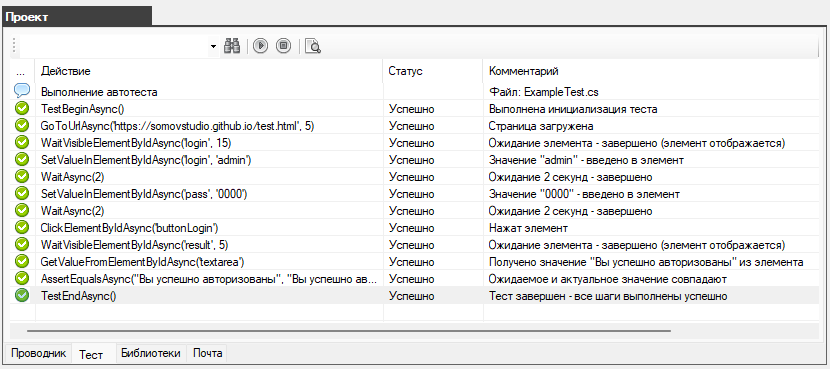 Проект
... Действие Статус Комментарий
Выполнение автотеста Файл: ExampleTest.cs
TestBeginAsync() Успешно Выполнена инициализация теста
GoToUrlAsync('https://somovstudio.github.io/test.html', 5) Успешно Страница загружена
WaitVisibleElementByIdAsync('login', 15) Успешно Ожидание элемента - завершено (элемент отображается)
SetValueInElementByIdAsync('login', 'admin') Успешно Значение "admin" - введено в элемент
WaitAsync(2) Успешно Ожидание 2 секунд - завершено
SetValueInElementByIdAsync('pass', '0000') Успешно Значение "0000" - введено в элемент
WaitAsync(2) Успешно Ожидание 2 секунд - завершено
ClickElementByIdAsync('buttonLogin') Успешно Нажат элемент
WaitVisibleElementByIdAsync('result', 5) Успешно Ожидание элемента - завершено (элемент отображается)
GetValueFromElementByIdAsync('textarea') Успешно Получено значение "Вы успешно авторизованы" из элемента
AssertEqualsAsync("Вы успешно авторизованы", "Вы успешно ав... Успешно Ожидаемое и актуальное значение совпадают
TestEndAsync() Успешно Тест завершен - все шаги выполнены успешно
Проводник Тест Библиотеки Почта